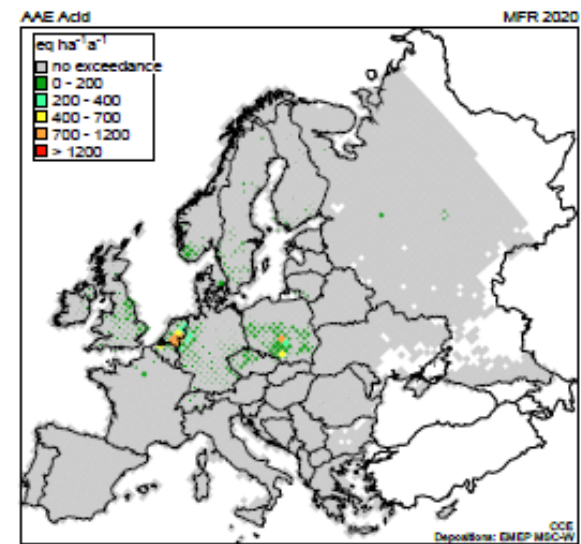 AAE Acid MFR 2020
eq ha⁻¹a⁻¹
no exceedance
0 - 200
200 - 400
400 - 700
700 - 1200
> 1200
CCE
Depositions: EMEP MSC-W